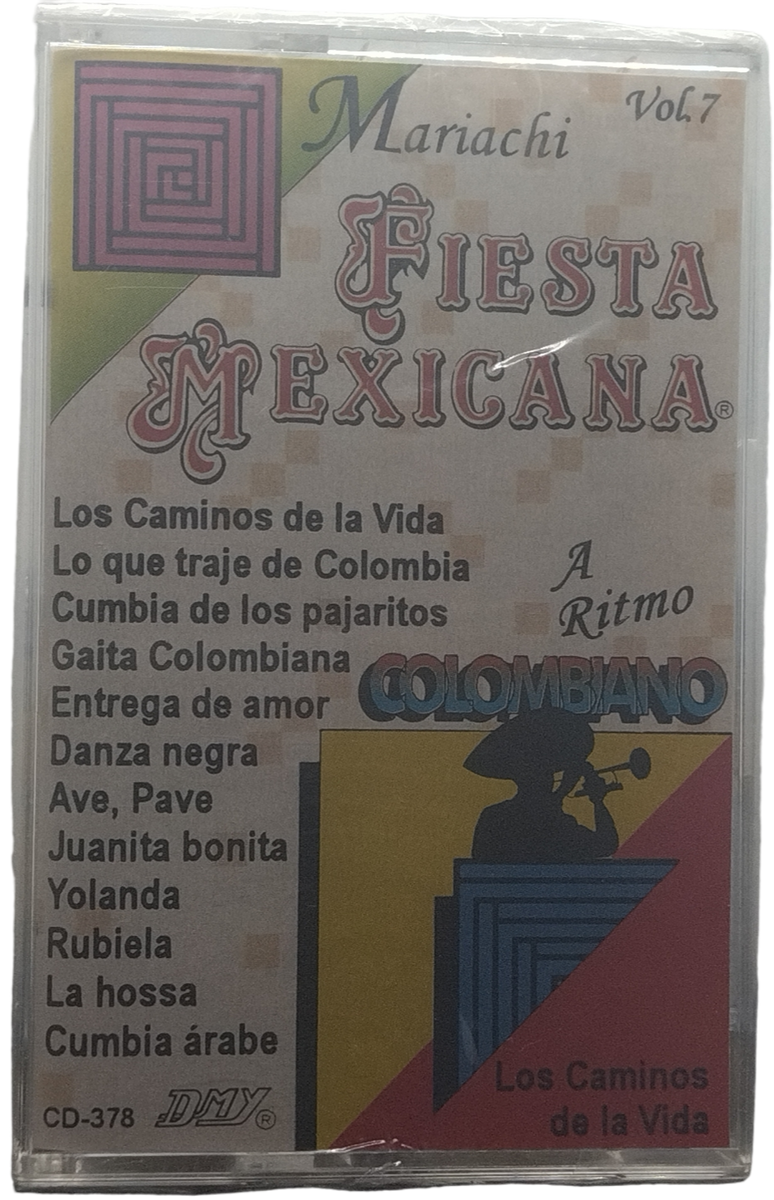 Mariachi
Vol.7
FIESTA
MEXICANA®
Los Caminos de la Vida
Lo que traje de Colombia
Cumbia de los pajaritos
Gaita Colombiana
Entrega de amor
Danza negra
Ave, Pave
Juanita bonita
Yolanda
Rubiela
La hossa
Cumbia árabe
A
Ritmo
COLOMBIANO
Los Caminos
de la Vida
CD-378 DMY®